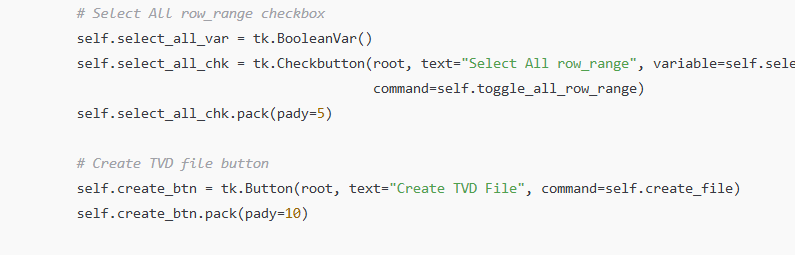 # Select All row_range checkbox
self.select_all_var = tk.BooleanVar()
self.select_all_chk = tk.Checkbutton(root, text="Select All row_range", variable=self.sele
command=self.toggle_all_row_range)
self.select_all_chk.pack(pady=5)
# Create TVD file button
self.create_btn = tk.Button(root, text="Create TVD File", command=self.create_file)
self.create_btn.pack(pady=10)